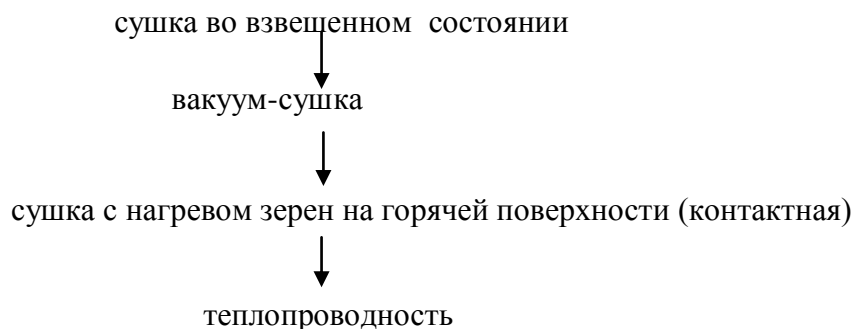 сушка во взвешенном состоянии
вакуум-сушка
сушка с нагревом зерен на горячей поверхности (контактная)
теплопроводность